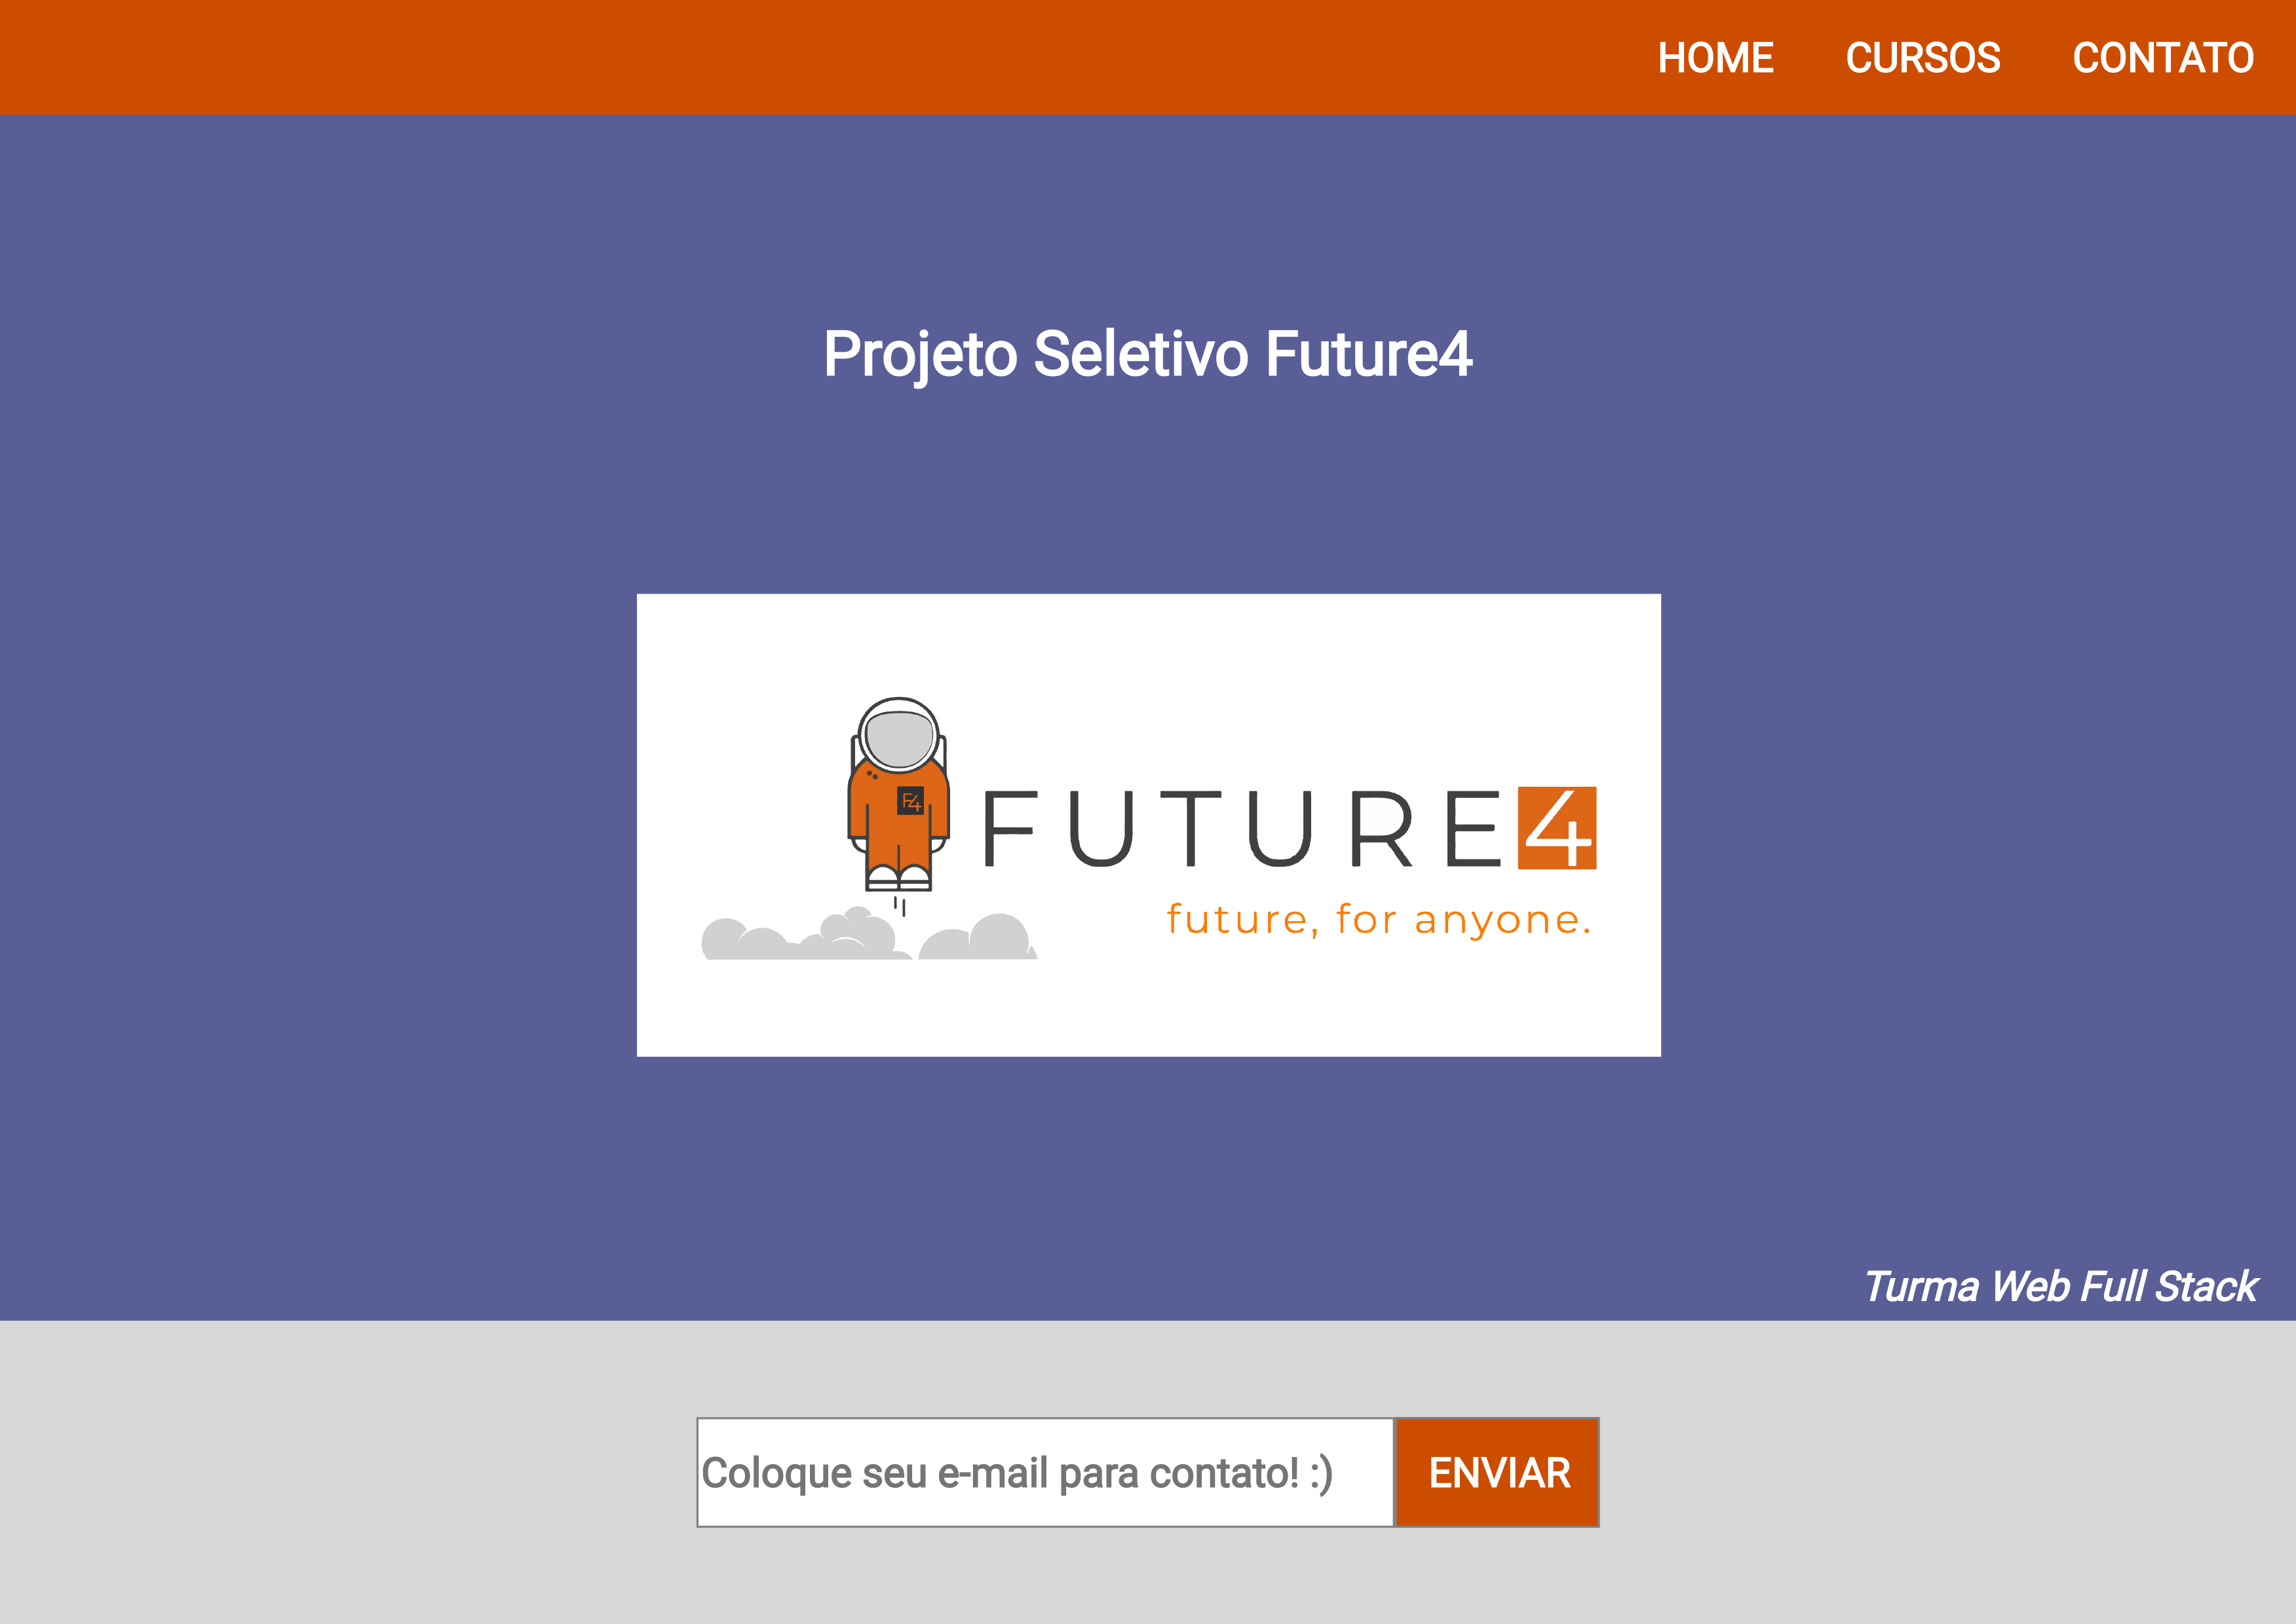 HOME CURSOS CONTATO
Projeto Seletivo Future4
F4
FUTURE4
future, for anyone.
Turma Web Full Stack
Coloque seu e-mail para contato! :) ENVIAR